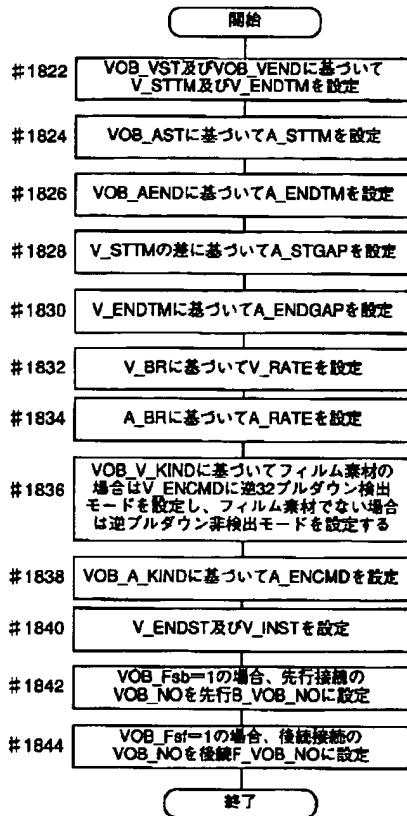 開始
#1822
VOB_VST及びVOB_VENDに基づいて
V_STTM及びV_ENDTMを設定
#1824
VOB_ASTに基づいてA_STTMを設定
#1826
VOB_AENDに基づいてA_ENDTMを設定
#1828
V_STTMの差に基づいてA_STGAPを設定
#1830
V_ENDTMに基づいてA_ENDGAPを設定
#1832
V_BRに基づいてV_RATEを設定
#1834
A_BRに基づいてA_RATEを設定
#1836
VOB_V_KINDに基づいてフィルム素材の
場合はV_ENCMDに逆32プルダウン検出
モードを設定し、フィルム素材でない場合
は逆プルダウン非検出モードを設定する
#1838
VOB_A_KINDに基づいてA_ENCMDを設定
#1840
V_ENDST及びV_INSTを設定
#1842
VOB_Fsb=1の場合、先行接続の
VOB_NOを先行B_VOB_NOに設定
#1844
VOB_Fsf=1の場合、後続接続の
VOB_NOを後続F_VOB_NOに設定
終了